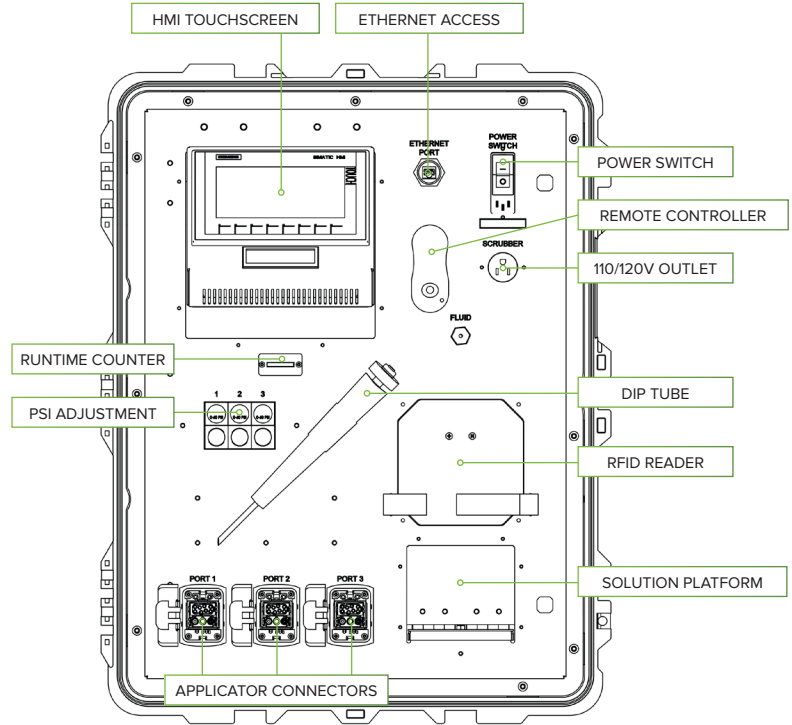 HMI TOUCHSCREEN
ETHERNET ACCESS
ETHERNET
PORT
POWER
SWITCH
SIMATIC HMI
TOUCH
POWER SWITCH
REMOTE CONTROLLER
SCRUBBER
110/120V OUTLET
FLUID
RUNTIME COUNTER
1 2 3
PSI ADJUSTMENT
DIP TUBE
RFID READER
SOLUTION PLATFORM
PORT 1 PORT 2 PORT 3
APPLICATOR CONNECTORS